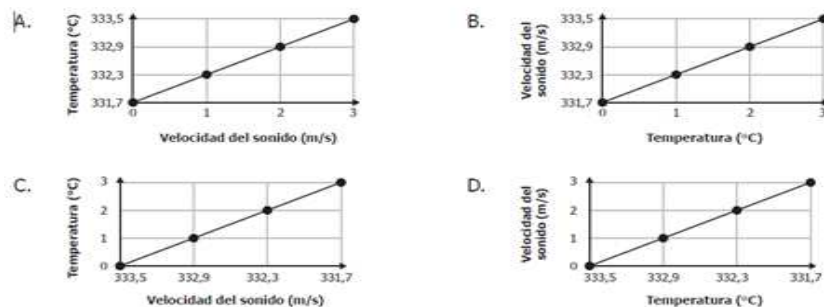 A.
Temperatura (°C)
333,5
332,9
332,3
331,7
0 1 2 3
Velocidad del sonido (m/s)
B.
Velocidad del
sonido (m/s)
333,5
332,9
332,3
331,7
0 1 2 3
Temperatura (°C)
C.
Temperatura (°C)
3
2
1
0
333,5 332,9 332,3 331,7
Velocidad del sonido (m/s)
D.
Velocidad del
sonido (m/s)
3
2
1
0
333,5 332,9 332,3 331,7
Temperatura (°C)